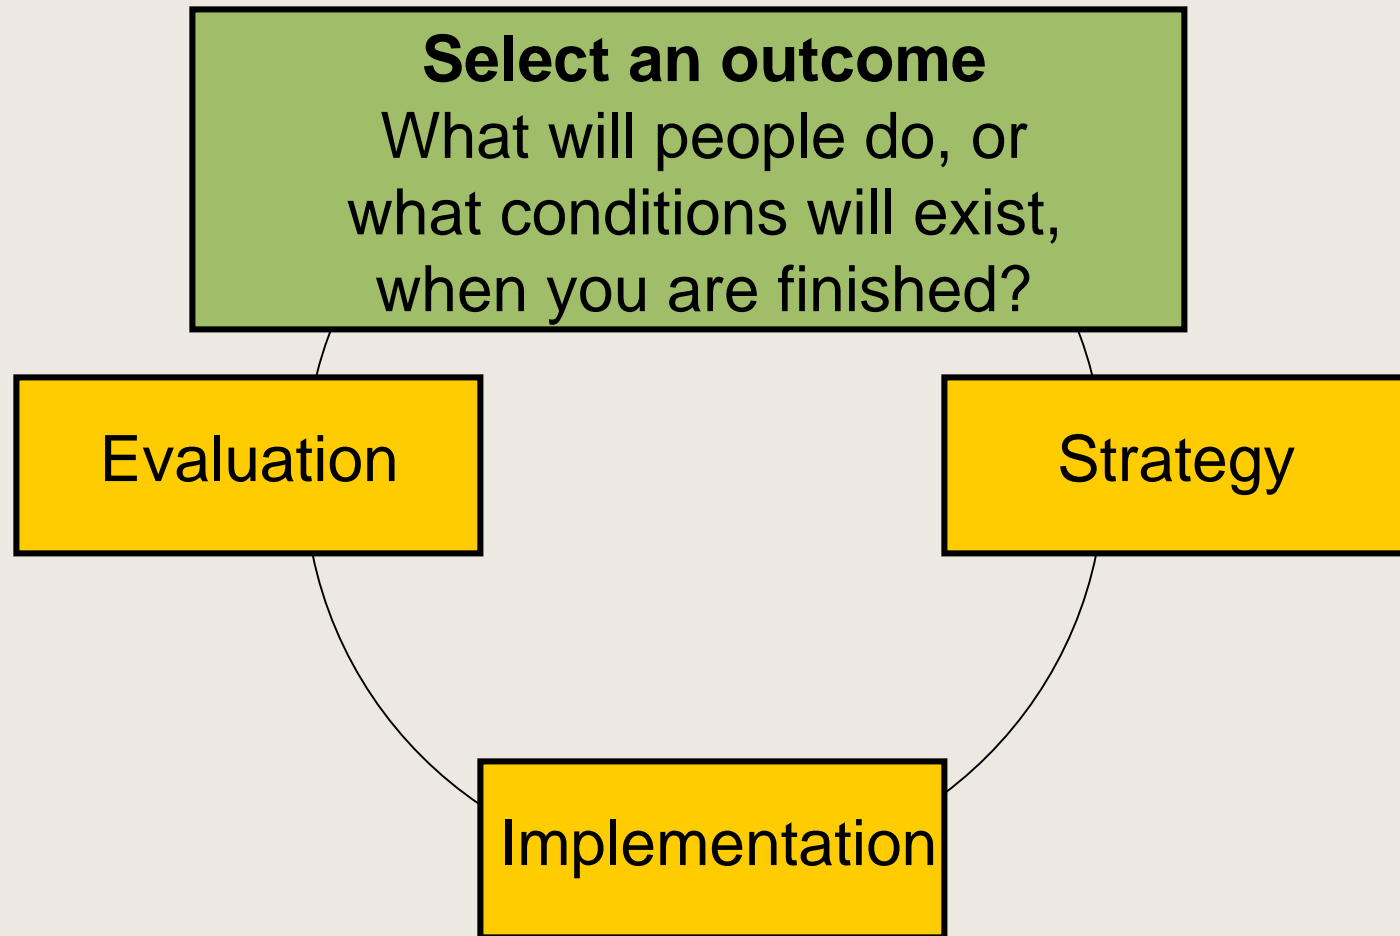 Select an outcome
What will people do, or
what conditions will exist,
when you are finished?
Evaluation
Strategy
Implementation